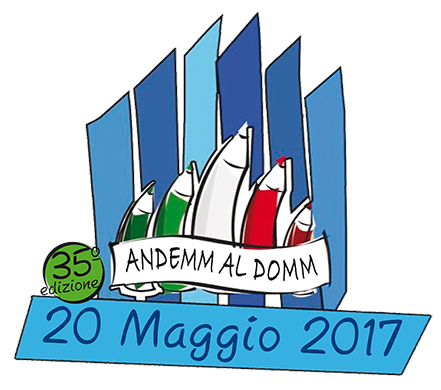 ANDEMM AL DOMM
35°
edizione
20 Maggio 2017